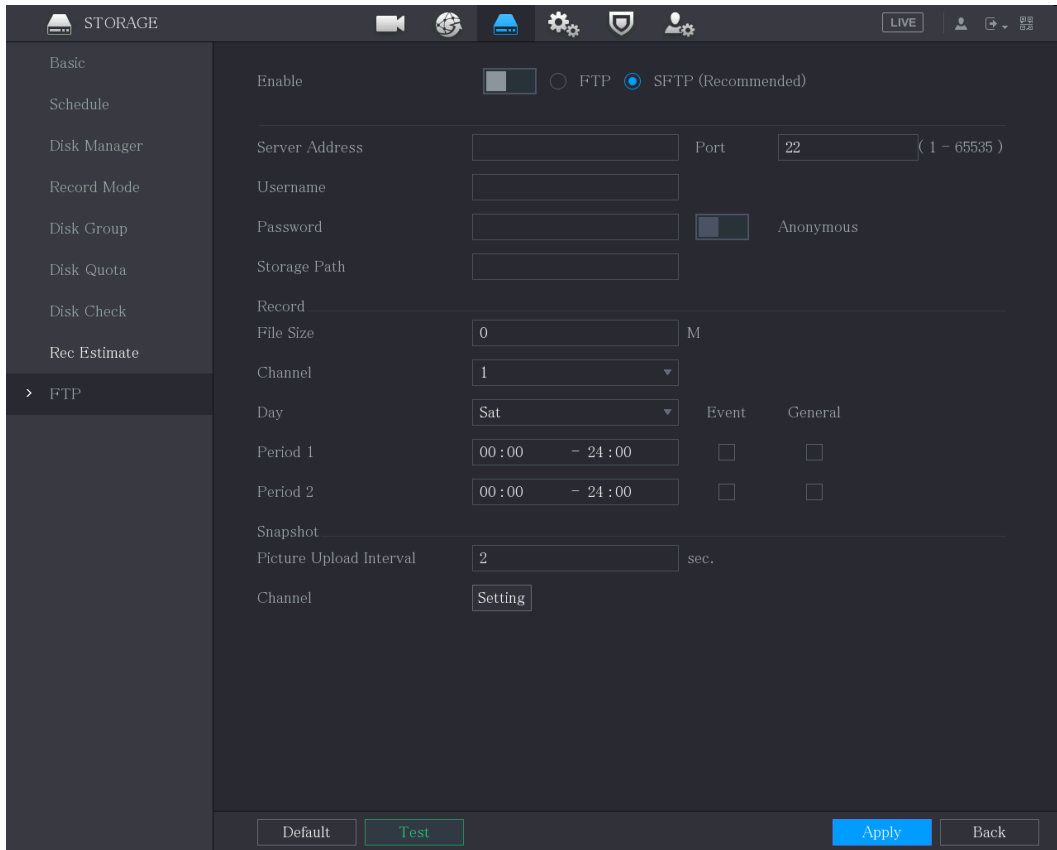 STORAGE LIVE
Basic
Schedule
Disk Manager
Record Mode
Disk Group
Disk Quota
Disk Check
Rec Estimate
FTP
Enable FTP SFTP (Recommended)
Server Address Port 22 ( 1 - 65535 )
Username
Password Anonymous
Storage Path
Record
File Size 0 M
Channel 1
Day Sat Event General
Period 1 00:00 - 24:00
Period 2 00:00 - 24:00
Snapshot
Picture Upload Interval 2 sec.
Channel Setting
Default Test Apply Back